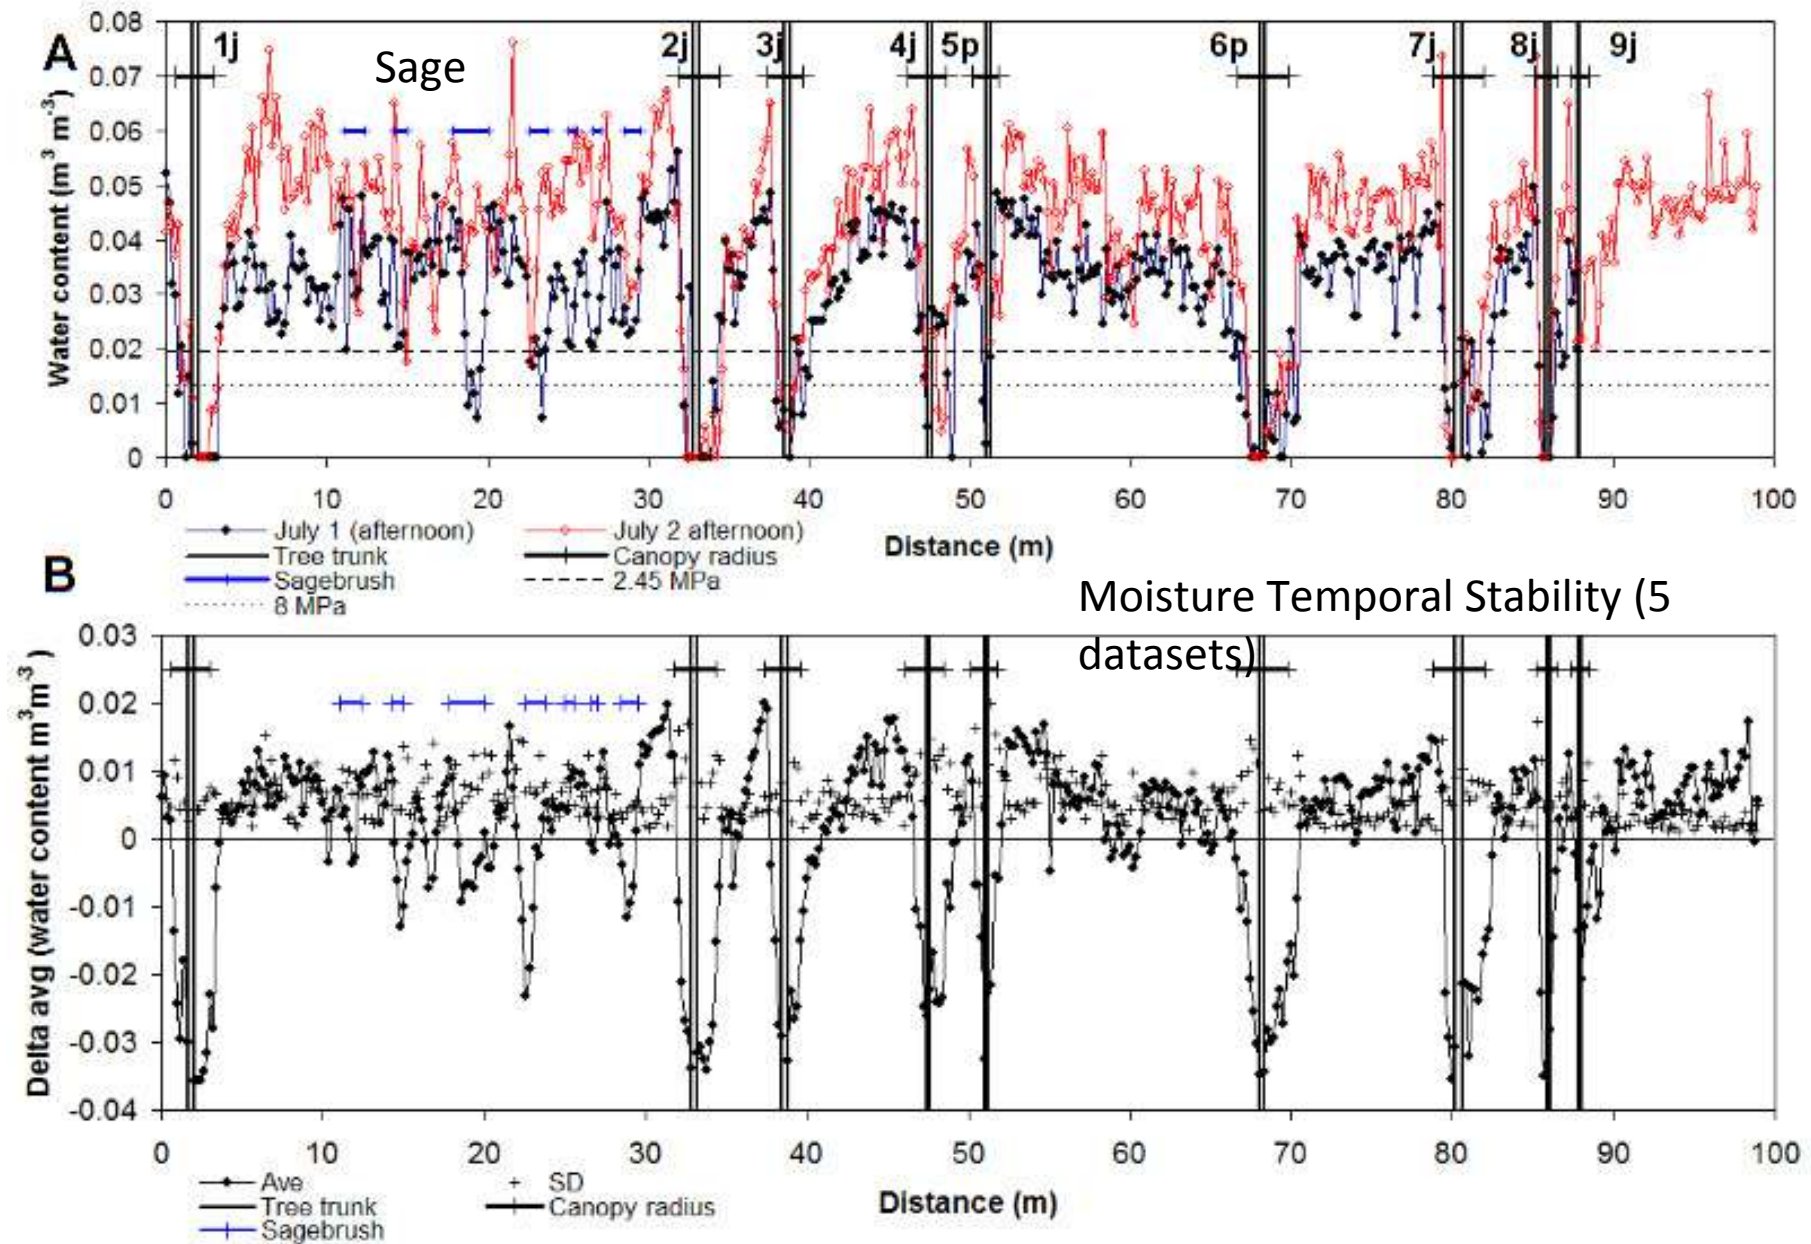 A
Sage
1j 2j 3j 4j 5p 6p 7j 8j 9j
Water content (m³ m⁻³)
0.08
0.07
0.06
0.05
0.04
0.03
0.02
0.01
0
0 10 20 30 40 50 60 70 80 90 100
Distance (m)
July 1 (afternoon) July 2 afternoon)
Tree trunk Canopy radius
Sagebrush 2.45 MPa
8 MPa
B
Moisture Temporal Stability (5
datasets)
Delta avg (water content m³m³ )
0.03
0.02
0.01
0
-0.01
-0.02
-0.03
-0.04
0 10 20 30 40 50 60 70 80 90 100
Distance (m)
Ave SD
Tree trunk Canopy radius
Sagebrush